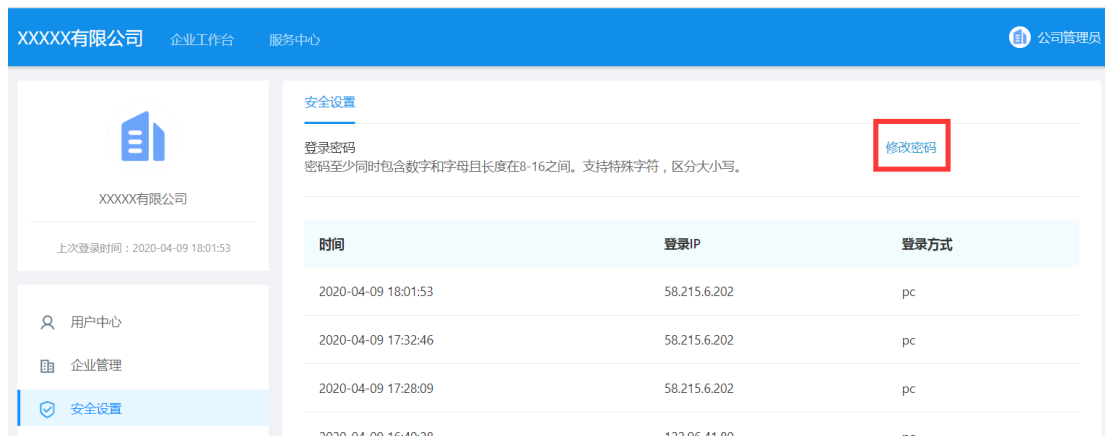 XXXXX有限公司 企业工作台 服务中心 公司管理员
XXXXX有限公司
上次登录时间：2020-04-09 18:01:53
用户中心
企业管理
安全设置
安全设置
登录密码 修改密码
密码至少同时包含数字和字母且长度在8-16之间。支持特殊字符，区分大小写。
时间 登录IP 登录方式
2020-04-09 18:01:53 58.215.6.202 pc
2020-04-09 17:32:46 58.215.6.202 pc
2020-04-09 17:28:09 58.215.6.202 pc